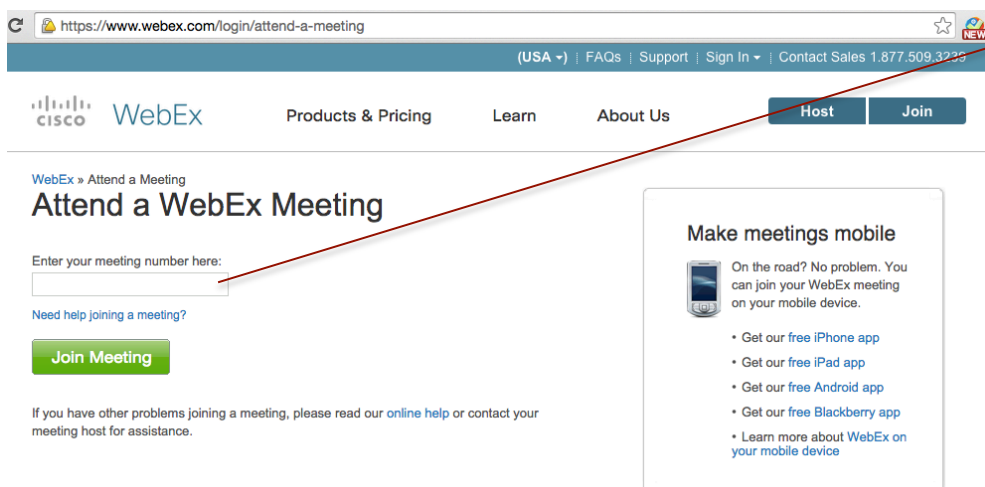 https://www.webex.com/login/attend-a-meeting
NEW
(USA ▾) | FAQs | Support | Sign In ▾ | Contact Sales 1.877.509.3239
cisco WebEx Products & Pricing Learn About Us Host Join
WebEx » Attend a Meeting
Attend a WebEx Meeting
Enter your meeting number here:
Need help joining a meeting?
Join Meeting
If you have other problems joining a meeting, please read our online help or contact your
meeting host for assistance.
Make meetings mobile
On the road? No problem. You
can join your WebEx meeting
on your mobile device.
• Get our free iPhone app
• Get our free iPad app
• Get our free Android app
• Get our free Blackberry app
• Learn more about WebEx on
your mobile device